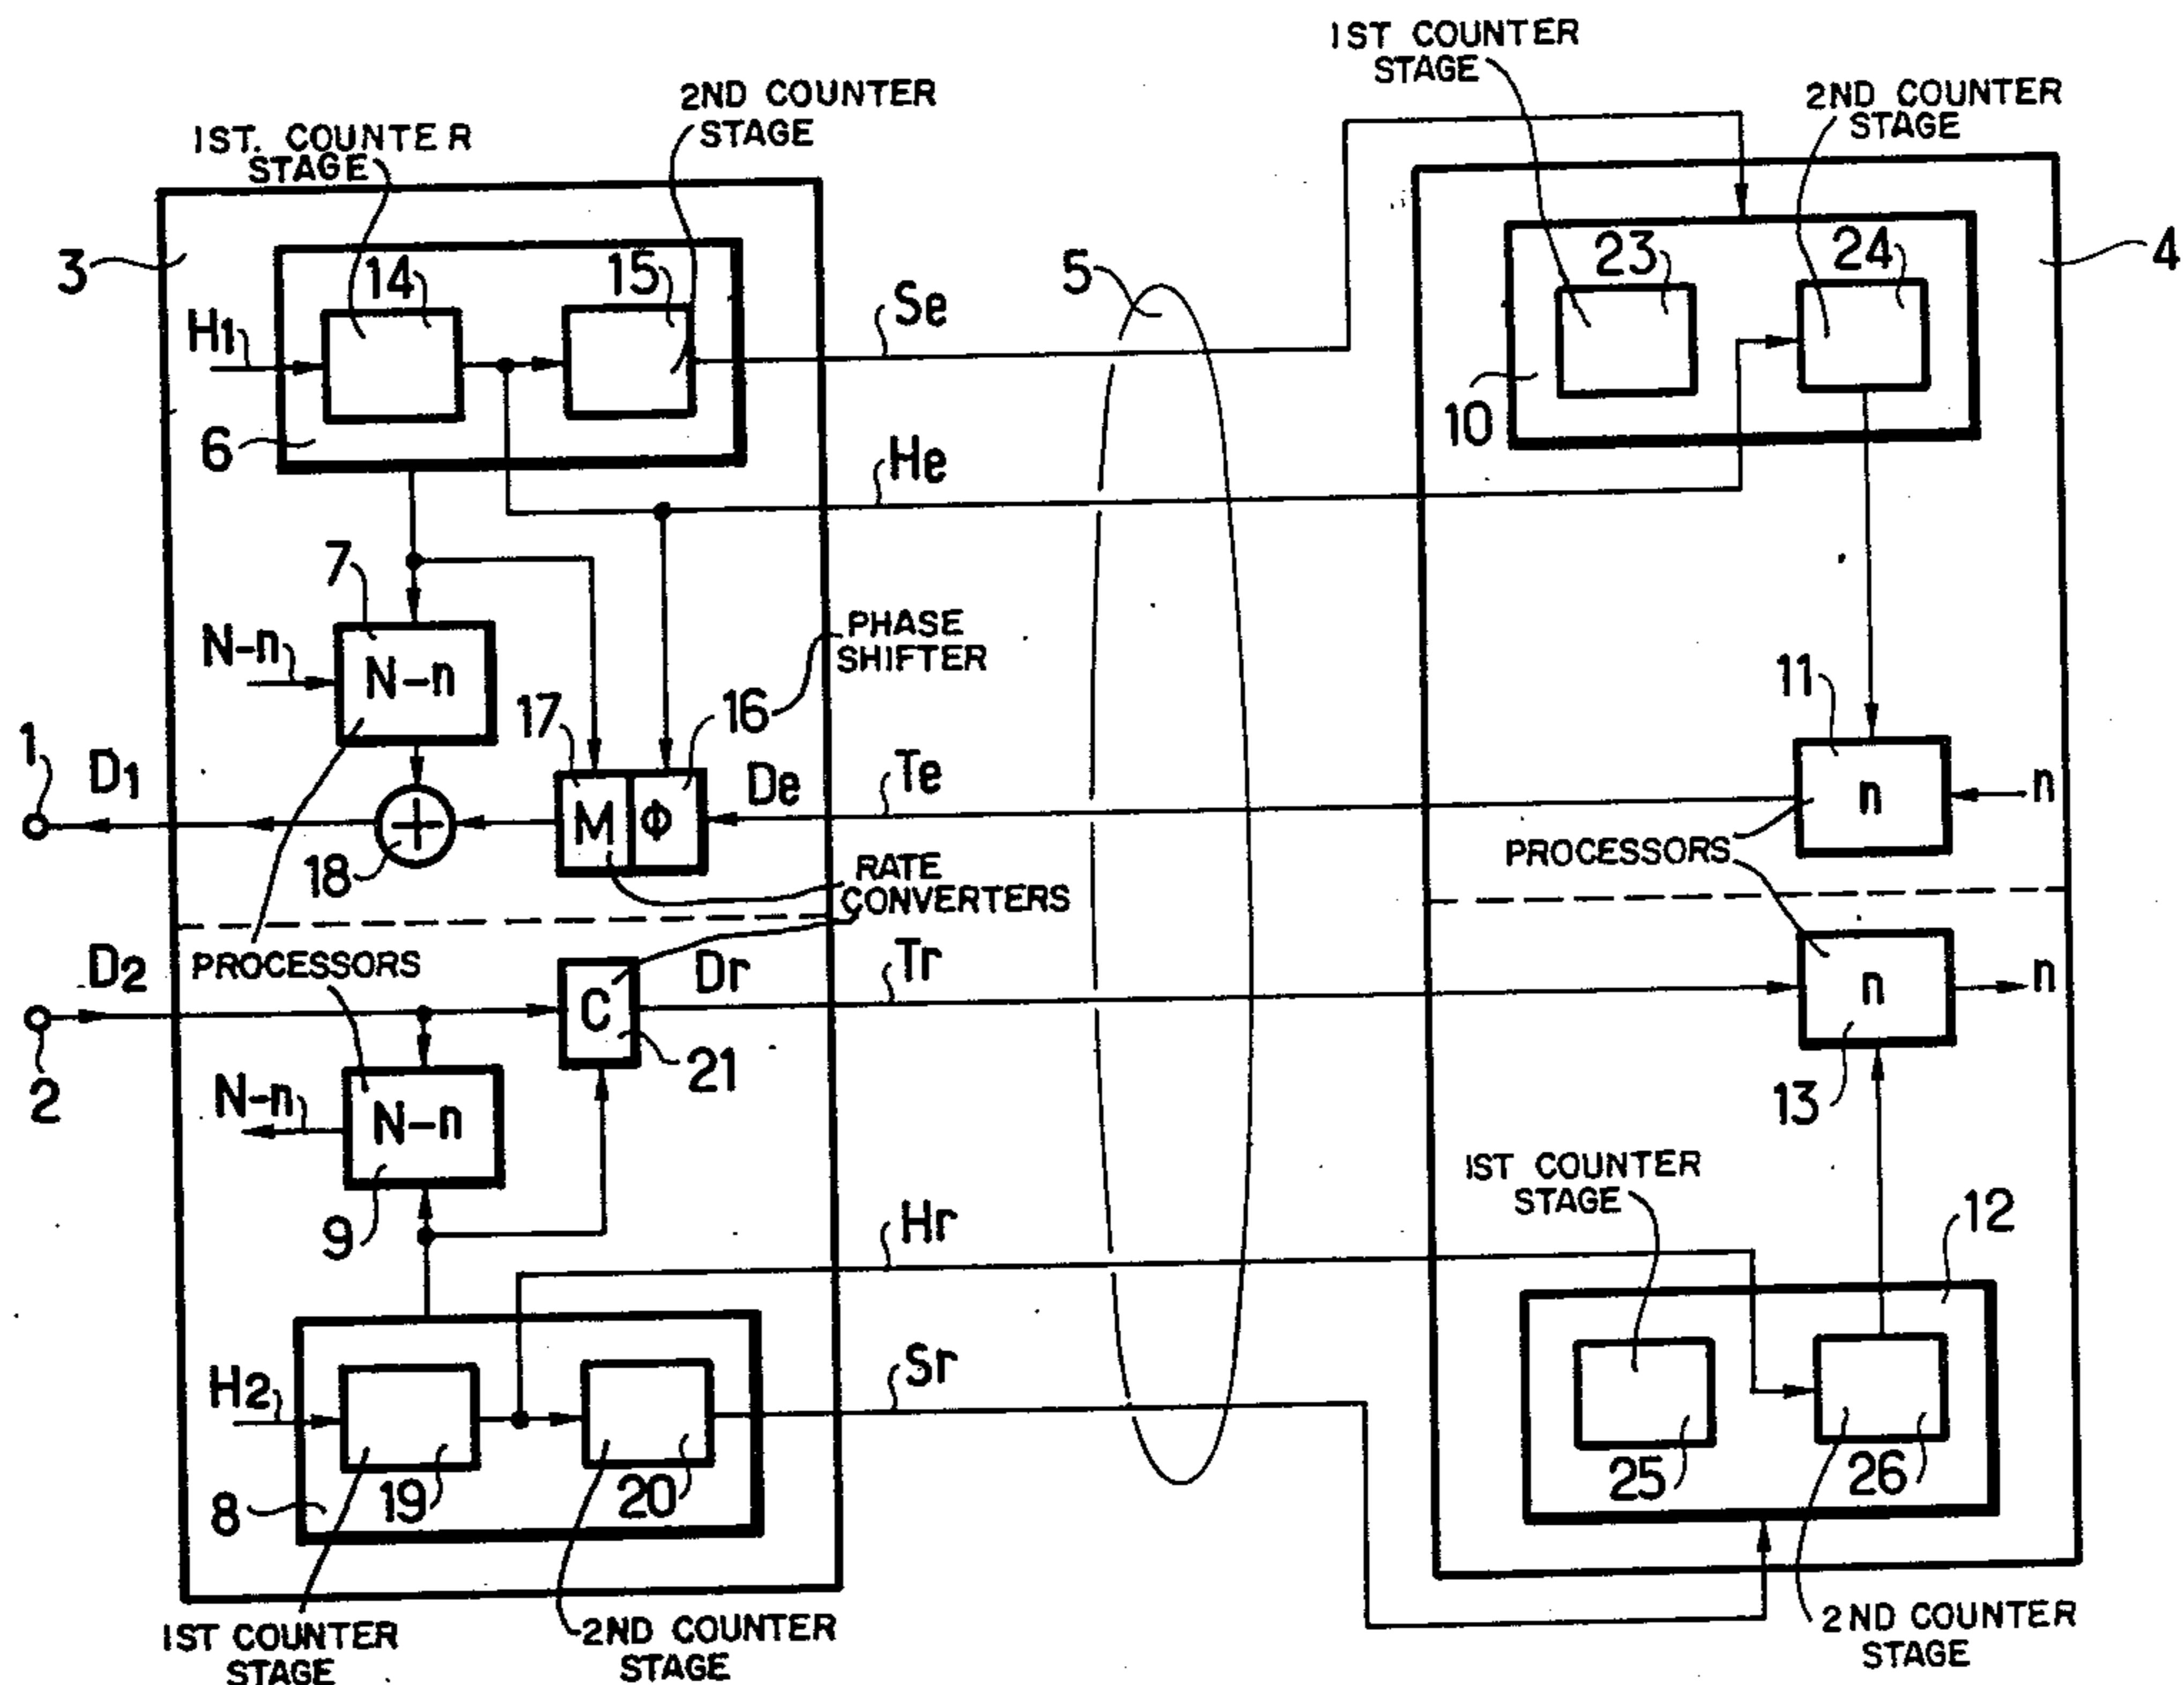 1ST COUNTER
STAGE
2ND COUNTER
STAGE
2ND COUNTER
STAGE
1ST. COUNTER
STAGE
3
14
15
Se
5
23
24
4
H1
6
10
He
7
N-n
N-n
PHASE
SHIFTER
17
16
11
1
D1
De
Te
n
n
M
Φ
18
RATE
CONVERTERS
PROCESSORS
D2
PROCESSORS
Dr
Tr
n
n
C
2
21
N-n
N-n
13
9
Hr
1ST COUNTER
STAGE
12
H2
Sr
8
19
20
25
26
1ST COUNTER
STAGE
2ND COUNTER
STAGE
2ND COUNTER
STAGE